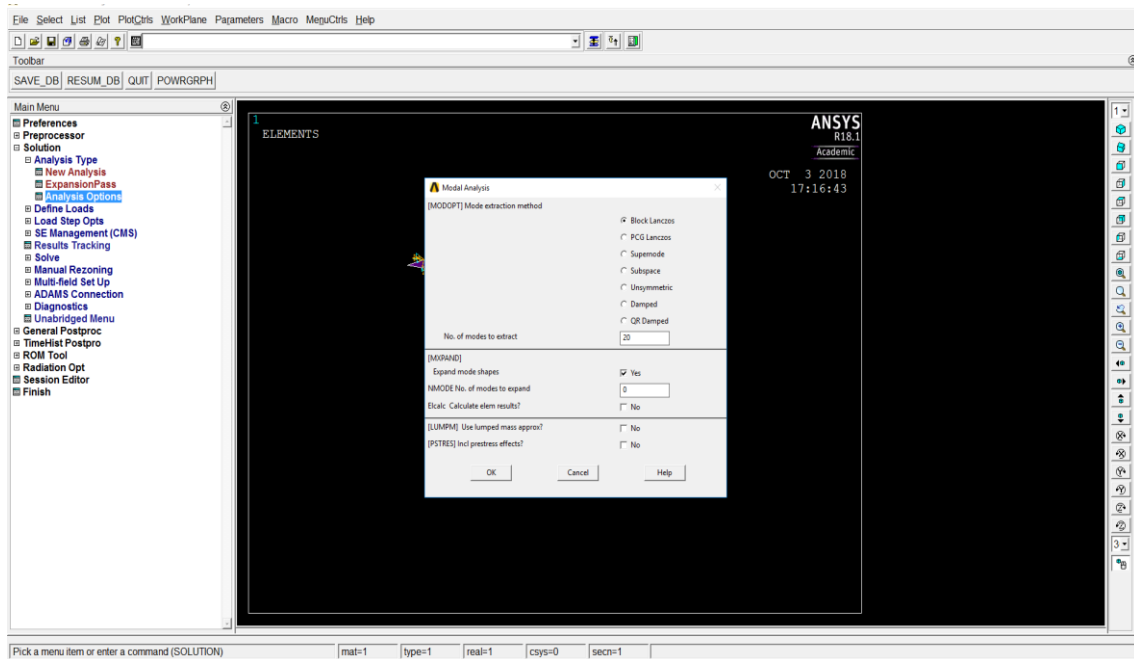 File Select List Plot PlotCtrls WorkPlane Parameters Macro MenuCtrls Help
Toolbar
SAVE_DB RESUM_DB QUIT POWRGRPH
Main Menu
Preferences
Preprocessor
Solution
Analysis Type
New Analysis
ExpansionPass
Analysis Options
Define Loads
Load Step Opts
SE Management (CMS)
Results Tracking
Solve
Manual Rezoning
Multi-field Set Up
ADAMS Connection
Diagnostics
Unabridged Menu
General Postproc
TimeHist Postpro
ROM Tool
Radiation Opt
Session Editor
Finish
1
ELEMENTS
ANSYS
R18.1
Academic
OCT 3 2018
17:16:43
Modal Analysis
[MODOPT] Mode extraction method
Block Lanczos
PCG Lanczos
Supernode
Subspace
Unsymmetric
Damped
QR Damped
No. of modes to extract 20
[MXPAND]
Expand mode shapes Yes
NMODE No. of modes to expand 0
Elcalc Calculate elem results? No
[LUMPM] Use lumped mass approx? No
[PSTRES] Incl prestress effects? No
OK Cancel Help
1
3
Pick a menu item or enter a command (SOLUTION) mat=1 type=1 real=1 csys=0 secn=1